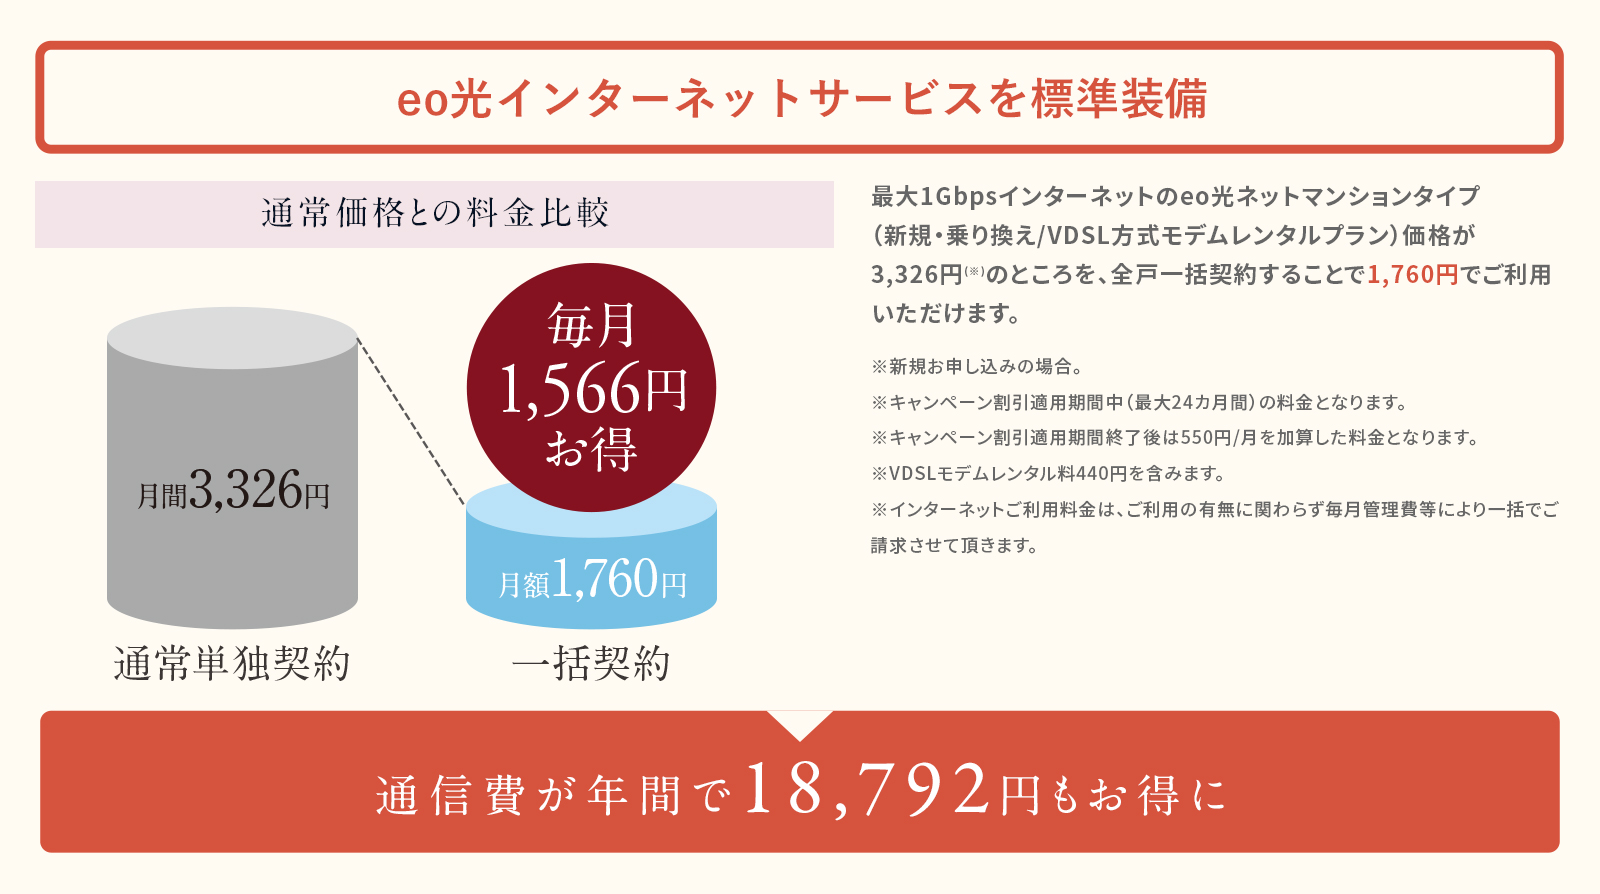 eo光インターネットサービスを標準装備
通常価格との料金比較
毎月
1,566円
お得
月間3,326円
月額1,760円
通常単独契約
一括契約
最大1Gbpsインターネットのeo光ネットマンションタイプ
（新規・乗り換え/VDSL方式モデムレンタルプラン）価格が
3,326円(※)のところを、全戸一括契約することで1,760円でご利用
いただけます。
※新規お申し込みの場合。
※キャンペーン割引適用期間中（最大24カ月間）の料金となります。
※キャンペーン割引適用期間終了後は550円/月を加算した料金となります。
※VDSLモデムレンタル料440円を含みます。
※インターネットご利用料金は、ご利用の有無に関わらず毎月管理費等により一括でご
請求させて頂きます。
通信費が年間で18,792円もお得に